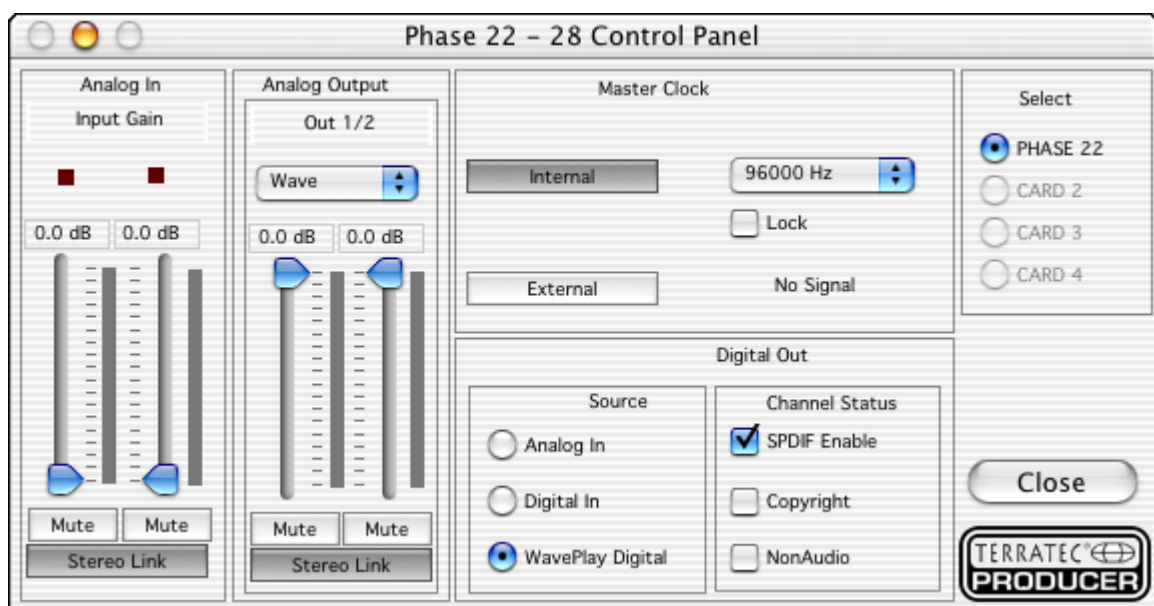 Phase 22 – 28 Control Panel
Analog In
Input Gain
0.0 dB 0.0 dB
Mute Mute
Stereo Link
Analog Output
Out 1/2
Wave
0.0 dB 0.0 dB
Mute Mute
Stereo Link
Master Clock
Internal 96000 Hz
Lock
External No Signal
Digital Out
Source
Analog In
Digital In
WavePlay Digital
Channel Status
SPDIF Enable
Copyright
NonAudio
Select
PHASE 22
CARD 2
CARD 3
CARD 4
Close
TERRATEC®
PRODUCER